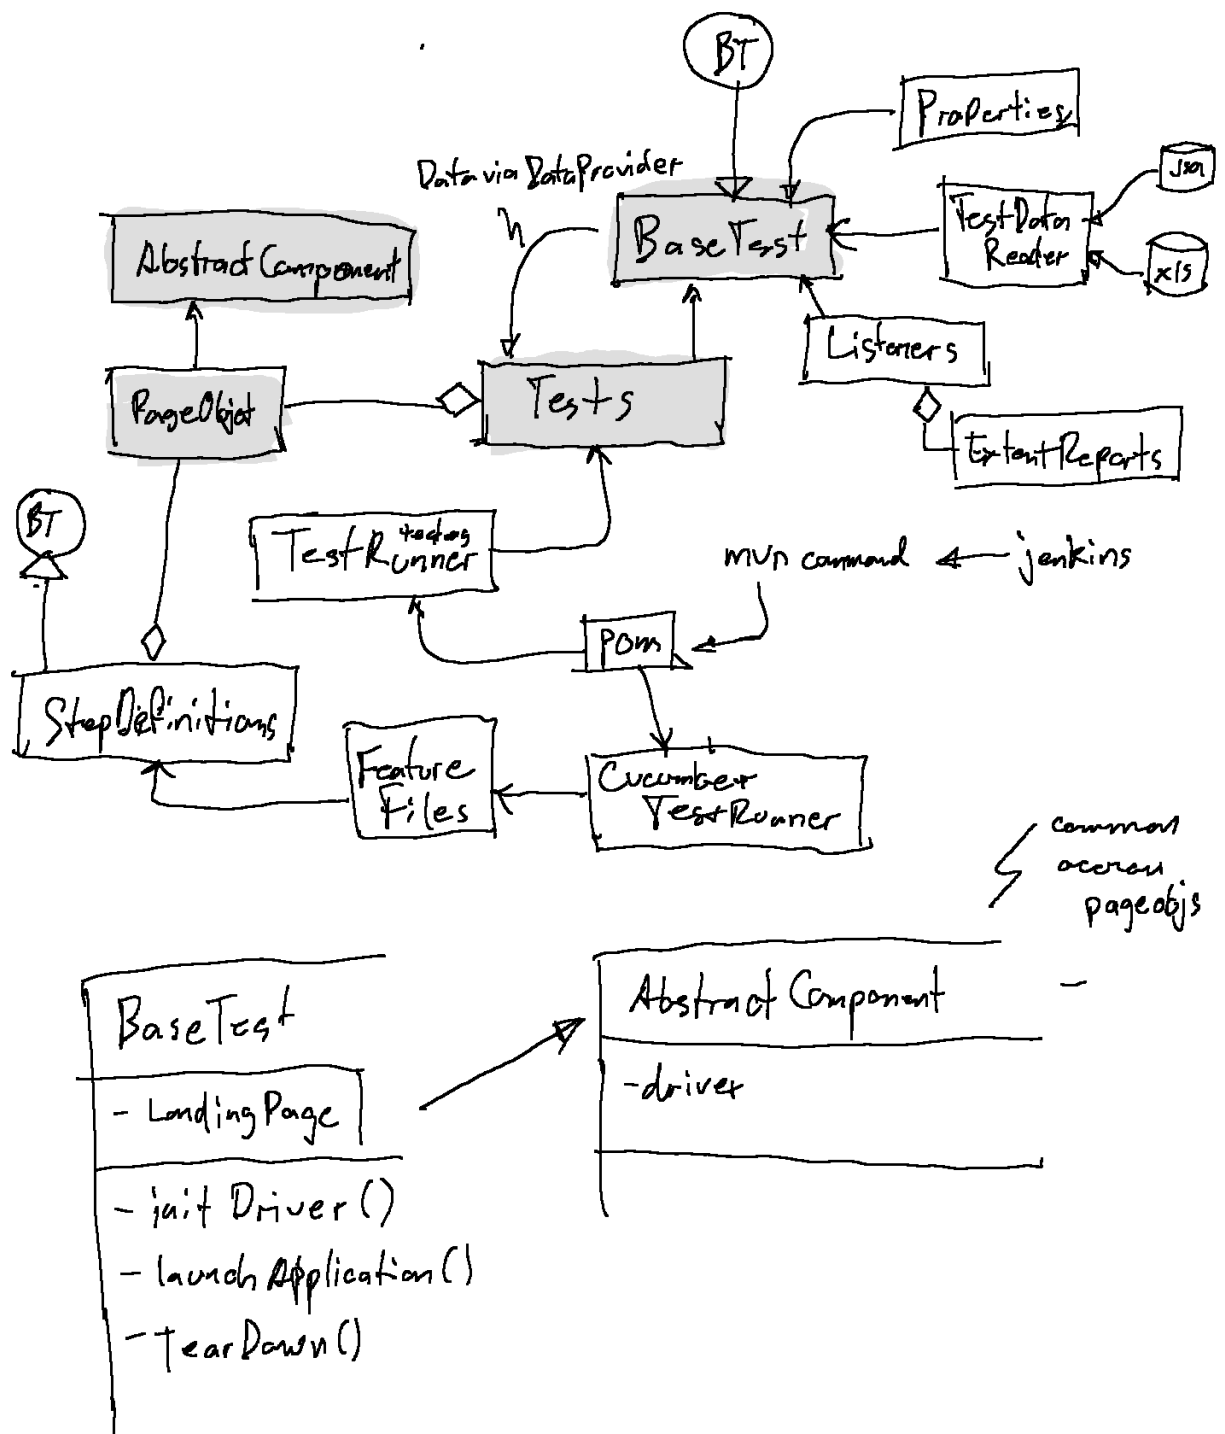 BT
Properties
Data via DataProvider
json
BaseTest
TestData
Reader
xls
AbstractComponent
Listeners
Tests
PageObject
ExtentReports
BT
testng
TestRunner
mvn command
jenkins
pom
StepDefinitions
Feature
Files
Cucumber
TestRunner
common
pageobjs
BaseTest
AbstractComponent
-
- LandingPage
-driver
- initDriver()
- launchApplication()
- TearDown()